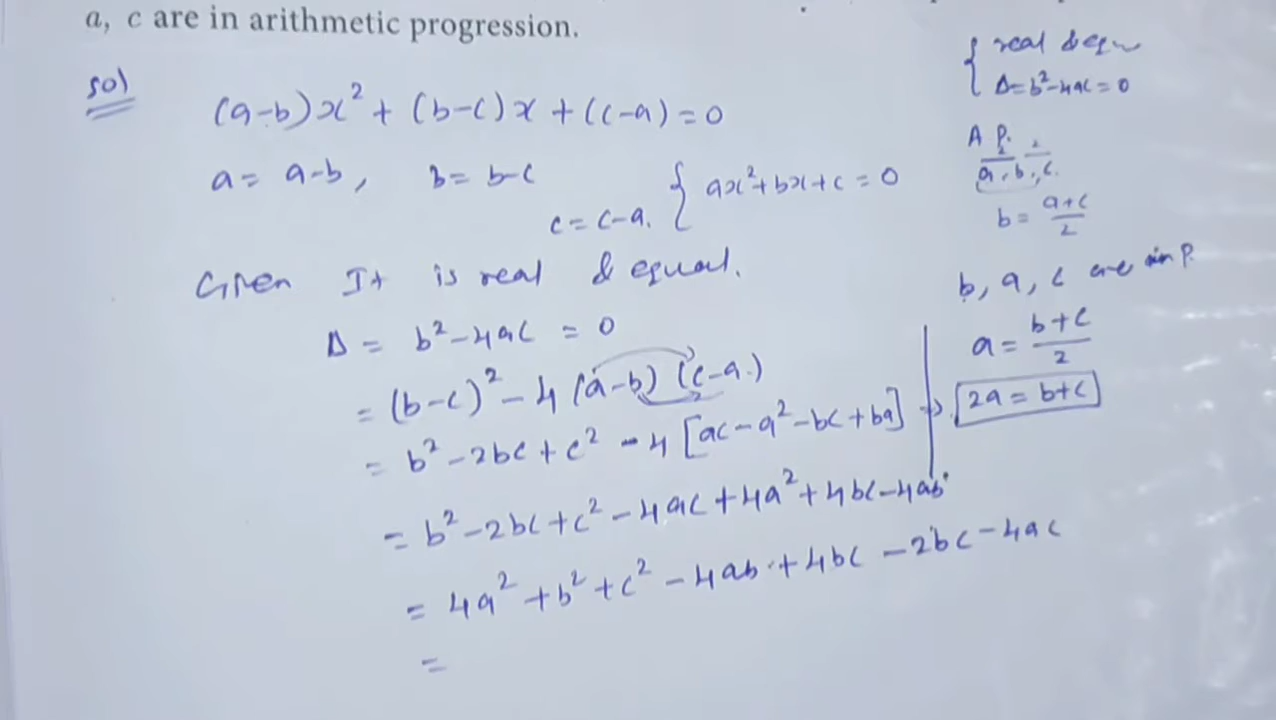 a, c are in arithmetic progression.
sol
(a-b)x² + (b-c)x + (c-a) = 0
a = a-b, b = b-c
c = c-a. { ax²+bx+c = 0
Given It is real & equal.
Δ = b²-4ac = 0
= (b-c)² - 4 (a-b) (c-a)
= b² - 2bc + c² - 4 [ac - a² - bc + ba]
= b² - 2bc + c² - 4ac + 4a² + 4bc - 4ab
= 4a² + b² + c² - 4ab + 4bc - 2bc - 4ac
=
{ real & equ
Δ = b²-4ac = 0
A P.
a, b, c.
b = a+c/2
b, a, c are in P.
a = b+c/2
⇒ 2a = b+c